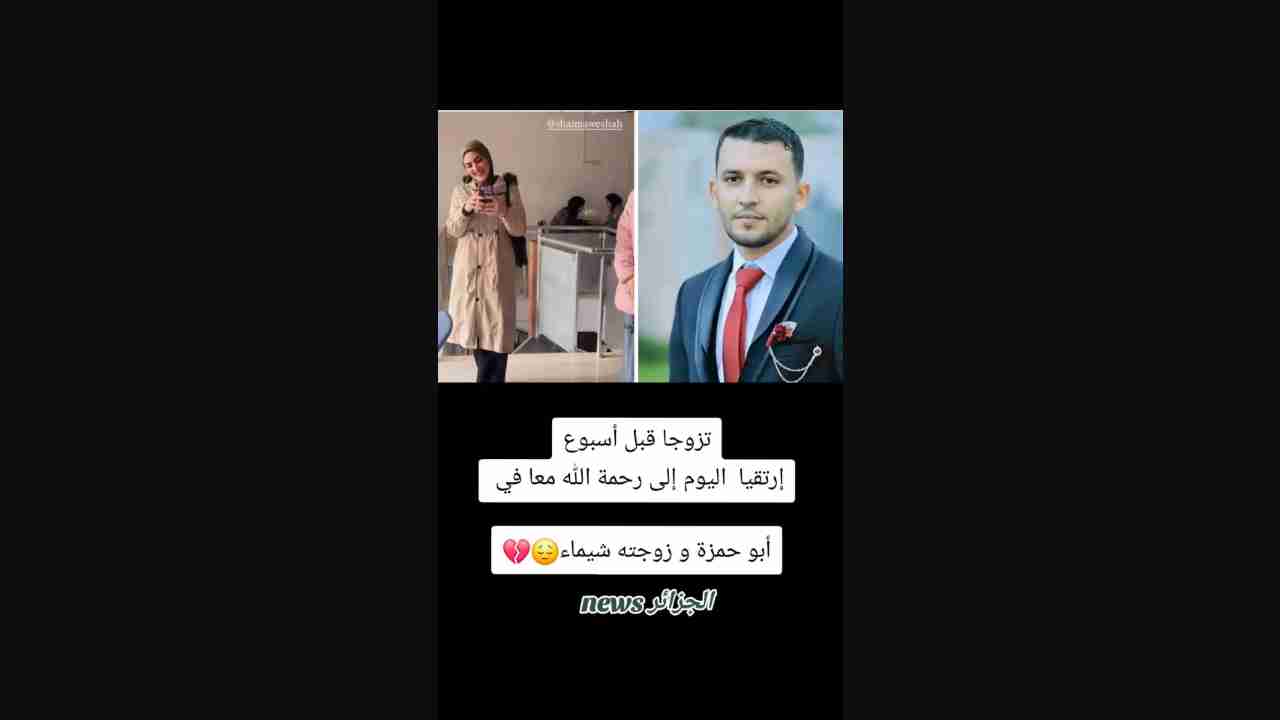 @shaimaweshah
تزوجا قبل أسبوع
إرتقيا اليوم إلى رحمة الله معا في
أبو حمزة و زوجته شيماء😔💔
الجزائر news